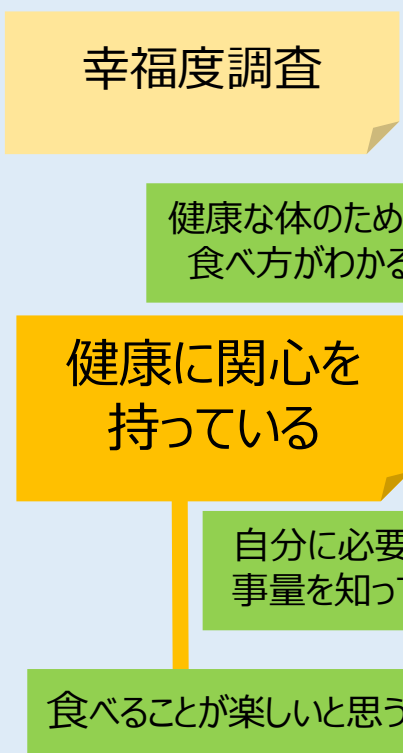 幸福度調査
健康な体のため
食べ方がわかる
健康に関心を
持っている
自分に必要
事量を知っ
食べることが楽しいと思う